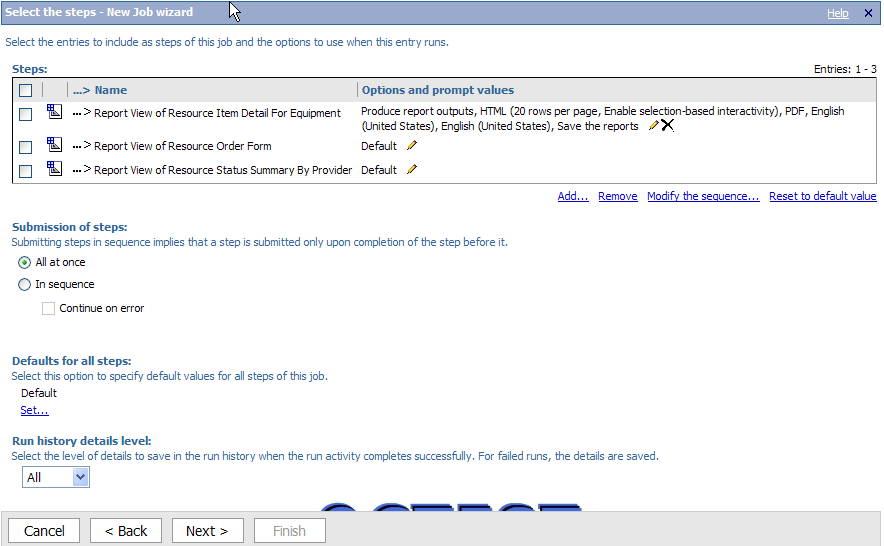 Select the steps - New Job wizard Help
Select the entries to include as steps of this job and the options to use when this entry runs.
Steps: Entries: 1 - 3
...> Name Options and prompt values
...> Report View of Resource Item Detail For Equipment Produce report outputs, HTML (20 rows per page, Enable selection-based interactivity), PDF, English
(United States), English (United States), Save the reports
...> Report View of Resource Order Form Default
...> Report View of Resource Status Summary By Provider Default
Add... Remove Modify the sequence... Reset to default value
Submission of steps:
Submitting steps in sequence implies that a step is submitted only upon completion of the step before it.
All at once
In sequence
Continue on error
Defaults for all steps:
Select this option to specify default values for all steps of this job.
Default
Set...
Run history details level:
Select the level of details to save in the run history when the run activity completes successfully. For failed runs, the details are saved.
All
Cancel < Back Next > Finish